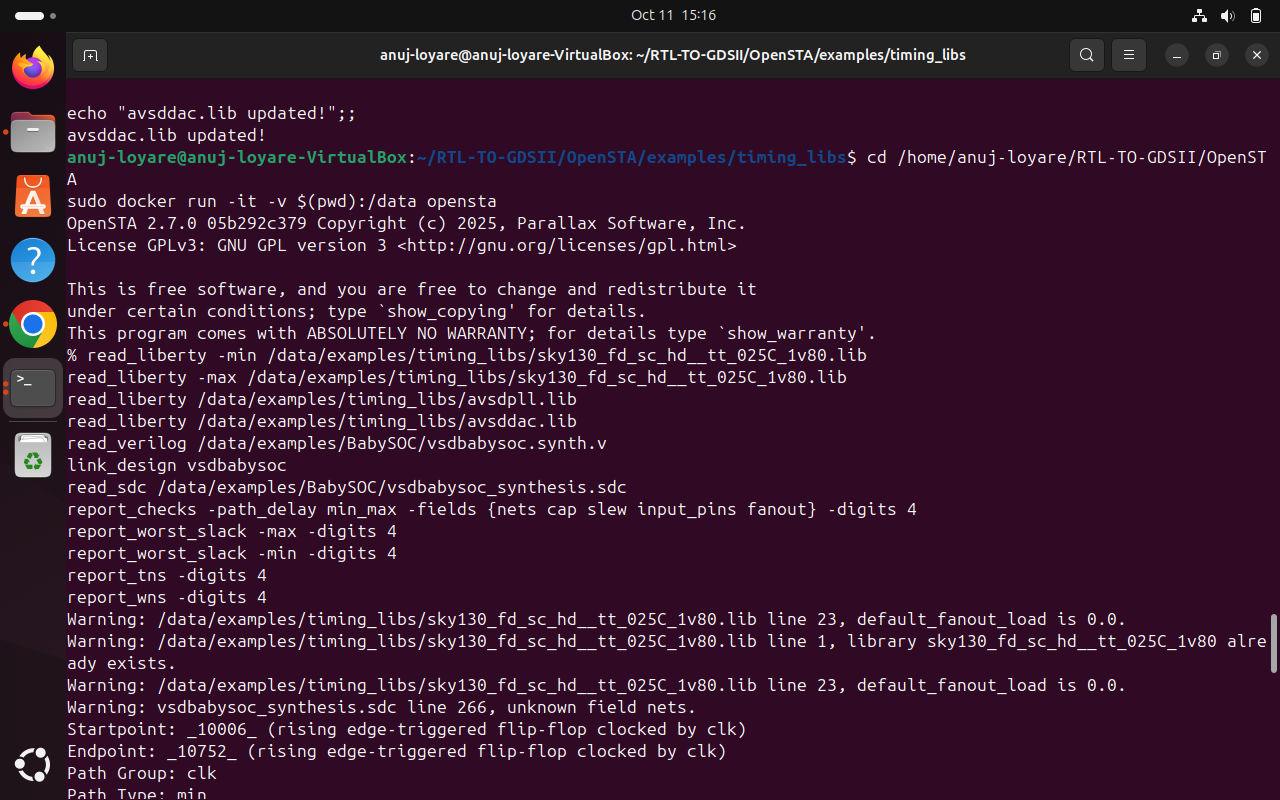 Oct 11 15:16
anuj-loyare@anuj-loyare-VirtualBox: ~/RTL-TO-GDSII/OpenSTA/examples/timing_libs
echo "avsddac.lib updated!";;
avsddac.lib updated!
anuj-loyare@anuj-loyare-VirtualBox:~/RTL-TO-GDSII/OpenSTA/examples/timing_libs$ cd /home/anuj-loyare/RTL-TO-GDSII/OpenST
A
sudo docker run -it -v $(pwd):/data opensta
OpenSTA 2.7.0 05b292c379 Copyright (c) 2025, Parallax Software, Inc.
License GPLv3: GNU GPL version 3 <http://gnu.org/licenses/gpl.html>
This is free software, and you are free to change and redistribute it
under certain conditions; type `show_copying' for details.
This program comes with ABSOLUTELY NO WARRANTY; for details type `show_warranty'.
% read_liberty -min /data/examples/timing_libs/sky130_fd_sc_hd__tt_025C_1v80.lib
read_liberty -max /data/examples/timing_libs/sky130_fd_sc_hd__tt_025C_1v80.lib
read_liberty /data/examples/timing_libs/avsdpll.lib
read_liberty /data/examples/timing_libs/avsddac.lib
read_verilog /data/examples/BabySOC/vsdbabysoc.synth.v
link_design vsdbabysoc
read_sdc /data/examples/BabySOC/vsdbabysoc_synthesis.sdc
report_checks -path_delay min_max -fields {nets cap slew input_pins fanout} -digits 4
report_worst_slack -max -digits 4
report_worst_slack -min -digits 4
report_tns -digits 4
report_wns -digits 4
Warning: /data/examples/timing_libs/sky130_fd_sc_hd__tt_025C_1v80.lib line 23, default_fanout_load is 0.0.
Warning: /data/examples/timing_libs/sky130_fd_sc_hd__tt_025C_1v80.lib line 1, library sky130_fd_sc_hd__tt_025C_1v80 alre
ady exists.
Warning: /data/examples/timing_libs/sky130_fd_sc_hd__tt_025C_1v80.lib line 23, default_fanout_load is 0.0.
Warning: vsdbabysoc_synthesis.sdc line 266, unknown field nets.
Startpoint: _10006_ (rising edge-triggered flip-flop clocked by clk)
Endpoint: _10752_ (rising edge-triggered flip-flop clocked by clk)
Path Group: clk
Path Type: min